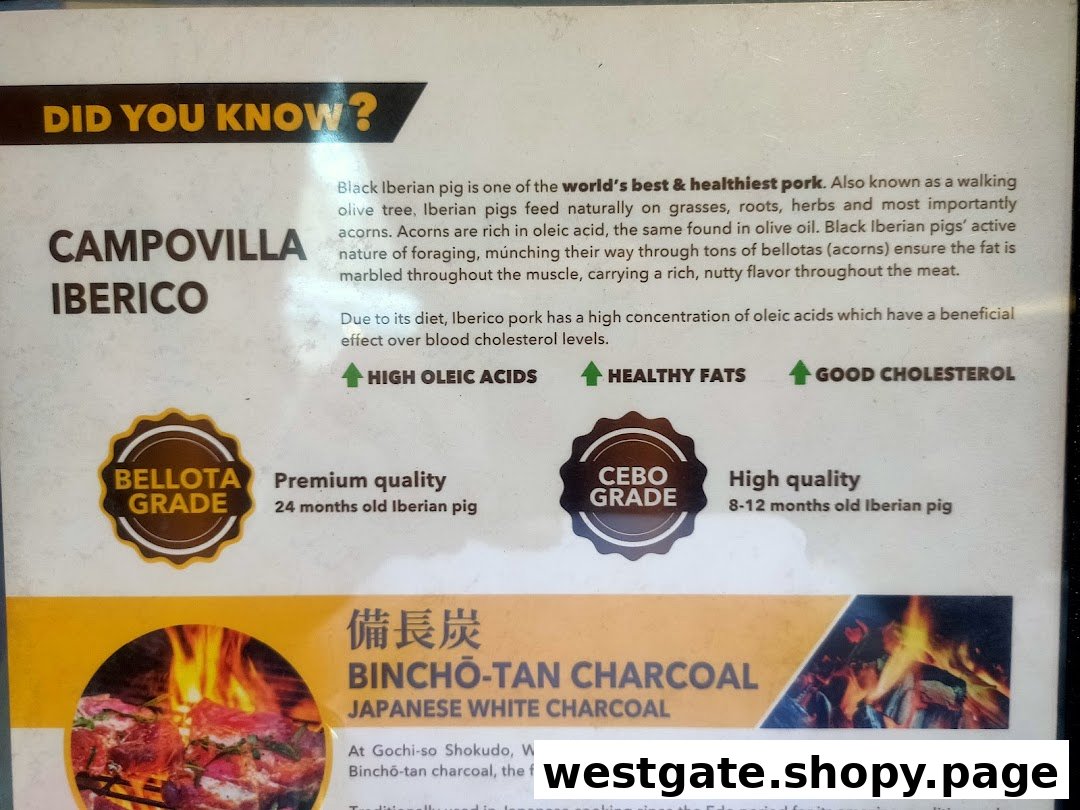 DID YOU KNOW?
CAMPOVILLA
IBERICO
Black Iberian pig is one of the world's best & healthiest pork. Also known as a walking
olive tree, Iberian pigs feed naturally on grasses, roots, herbs and most importantly
acorns. Acorns are rich in oleic acid, the same found in olive oil. Black Iberian pigs' active
nature of foraging, munching their way through tons of bellotas (acorns) ensure the fat is
marbled throughout the muscle, carrying a rich, nutty flavor throughout the meat.
Due to its diet, Iberico pork has a high concentration of oleic acids which have a beneficial
effect over blood cholesterol levels.
HIGH OLEIC ACIDS
HEALTHY FATS
GOOD CHOLESTEROL
BELLOTA
GRADE
Premium quality
24 months old Iberian pig
CEBO
GRADE
High quality
8-12 months old Iberian pig
備長炭
BINCHŌ-TAN CHARCOAL
JAPANESE WHITE CHARCOAL
At Gochi-so Shokudo,
Binchō-tan charcoal, the
westgate.shopy.page